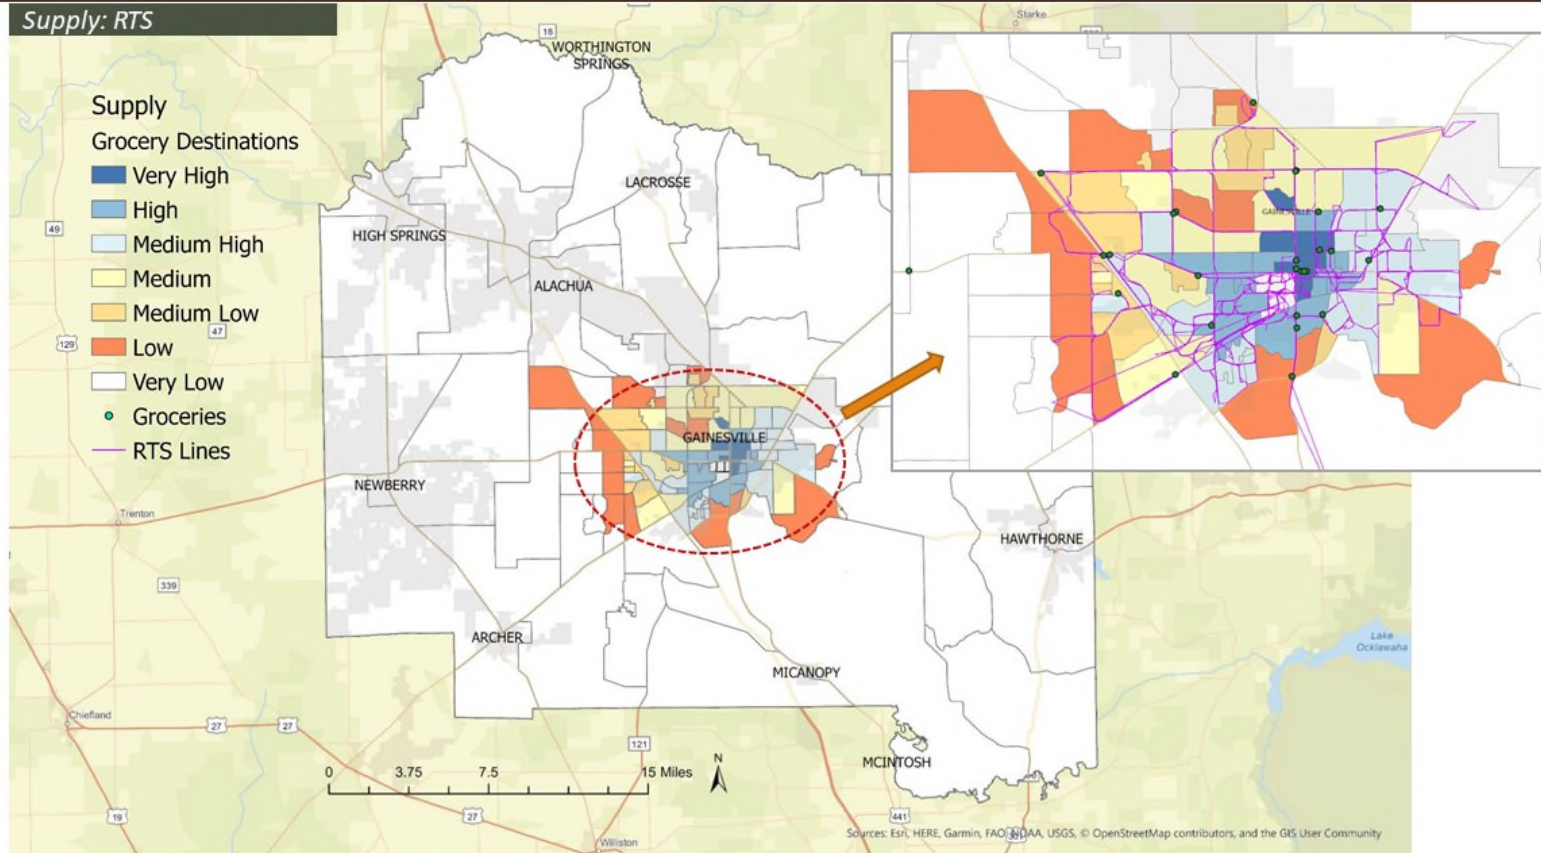 Supply: RTS
Supply
Grocery Destinations
Very High
High
Medium High
Medium
Medium Low
Low
Very Low
Groceries
RTS Lines
18
WORTHINGTON
SPRINGS
Starke
49
LACROSSE
HIGH SPRINGS
ALACHUA
47
129
GAINESVILLE
GAINESVILLE
NEWBERRY
Trenton
HAWTHORNE
339
ARCHER
MICANOPY
Lake
Ocklawaha
Chiefland
27
27
121
N
MCINTOSH
0
3.75
7.5
15 Miles
19
27
441
Williston
Sources: Esri, HERE, Garmin, FAO, NOAA, USGS, © OpenStreetMap contributors, and the GIS User Community